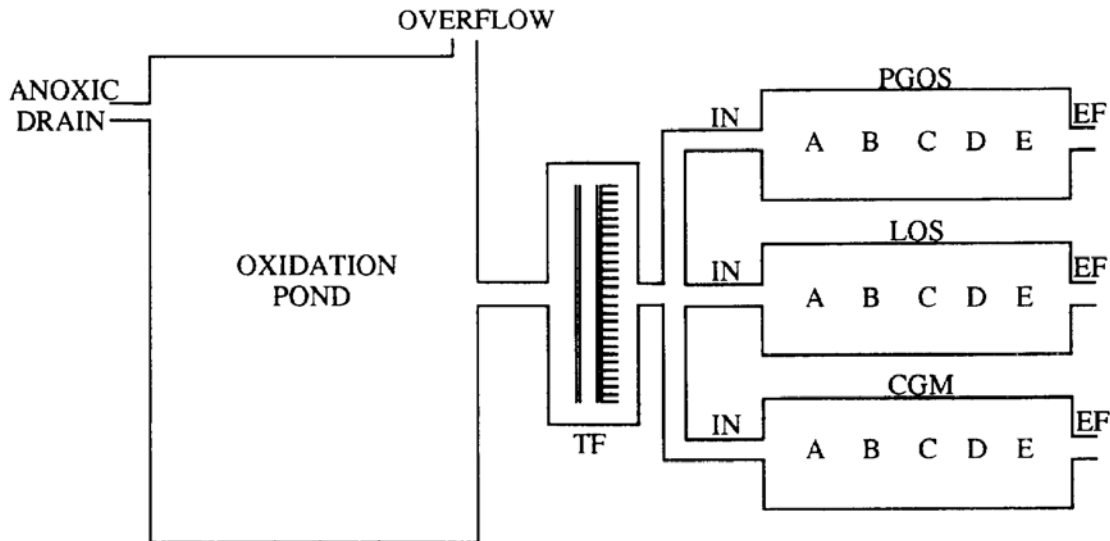 OVERFLOW
ANOXIC
DRAIN
OXIDATION
POND
TF
PGOS
IN
EF
A B C D E
LOS
IN
EF
A B C D E
CGM
IN
EF
A B C D E